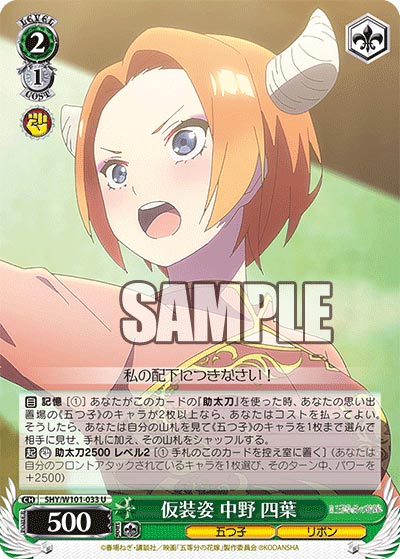 LEVEL
2
1
COST
SAMPLE
私の配下につきなさい!
自 記憶 [①] あなたがこのカードの『助太刀』を使った時、あなたの思い出
置場の《五つ子》のキャラが2枚以上なら、あなたはコストを払ってよい。
そうしたら、あなたは自分の山札を見て《五つ子》のキャラを1枚まで選んで
相手に見せ、手札に加え、その山札をシャッフルする。
起 助太刀2500 レベル2 [① 手札のこのカードを控室に置く] (あなたは
自分のフロントアタックされているキャラを1枚選び、そのターン中、パワーを
+2500)
CH 5HY/W101-033 U
500
仮装姿 中野 四葉
五つ子
リボン
©春場ねぎ・講談社/映画「五等分の花嫁」製作委員会 ©KODANSHA